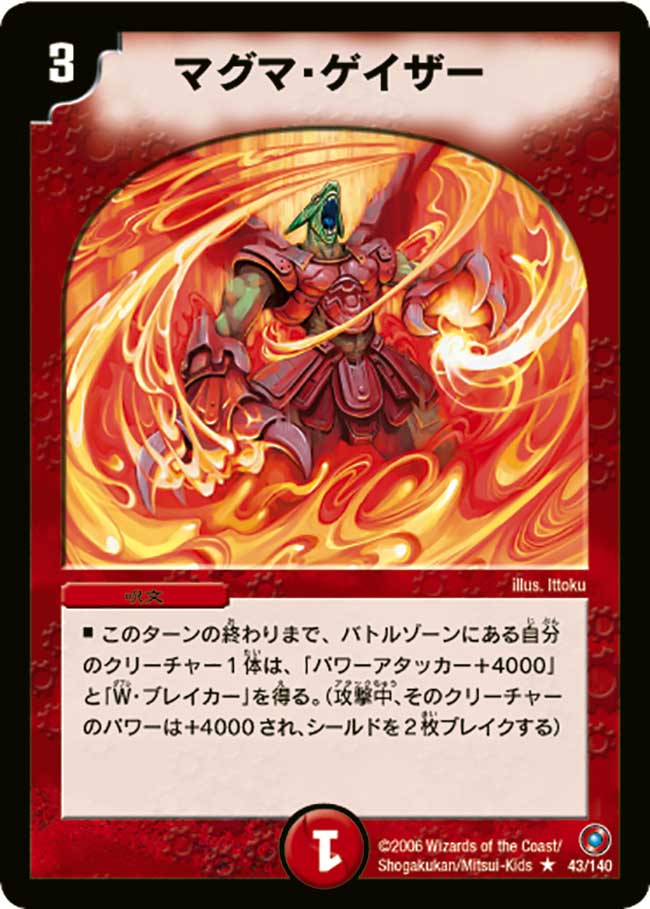 3
マグマ・ゲイザー
illus. Ittoku
呪文
■ このターンの終わりまで、バトルゾーンにある自分
のクリーチャー1体は、「パワーアタッカー+4000」
と「W・ブレイカー」を得る。（攻撃中、そのクリーチャー
のパワーは+4000され、シールドを2枚ブレイクする）
1
©2006 Wizards of the Coast/
Shogakukan/Mitsui-Kids ★ 43/140